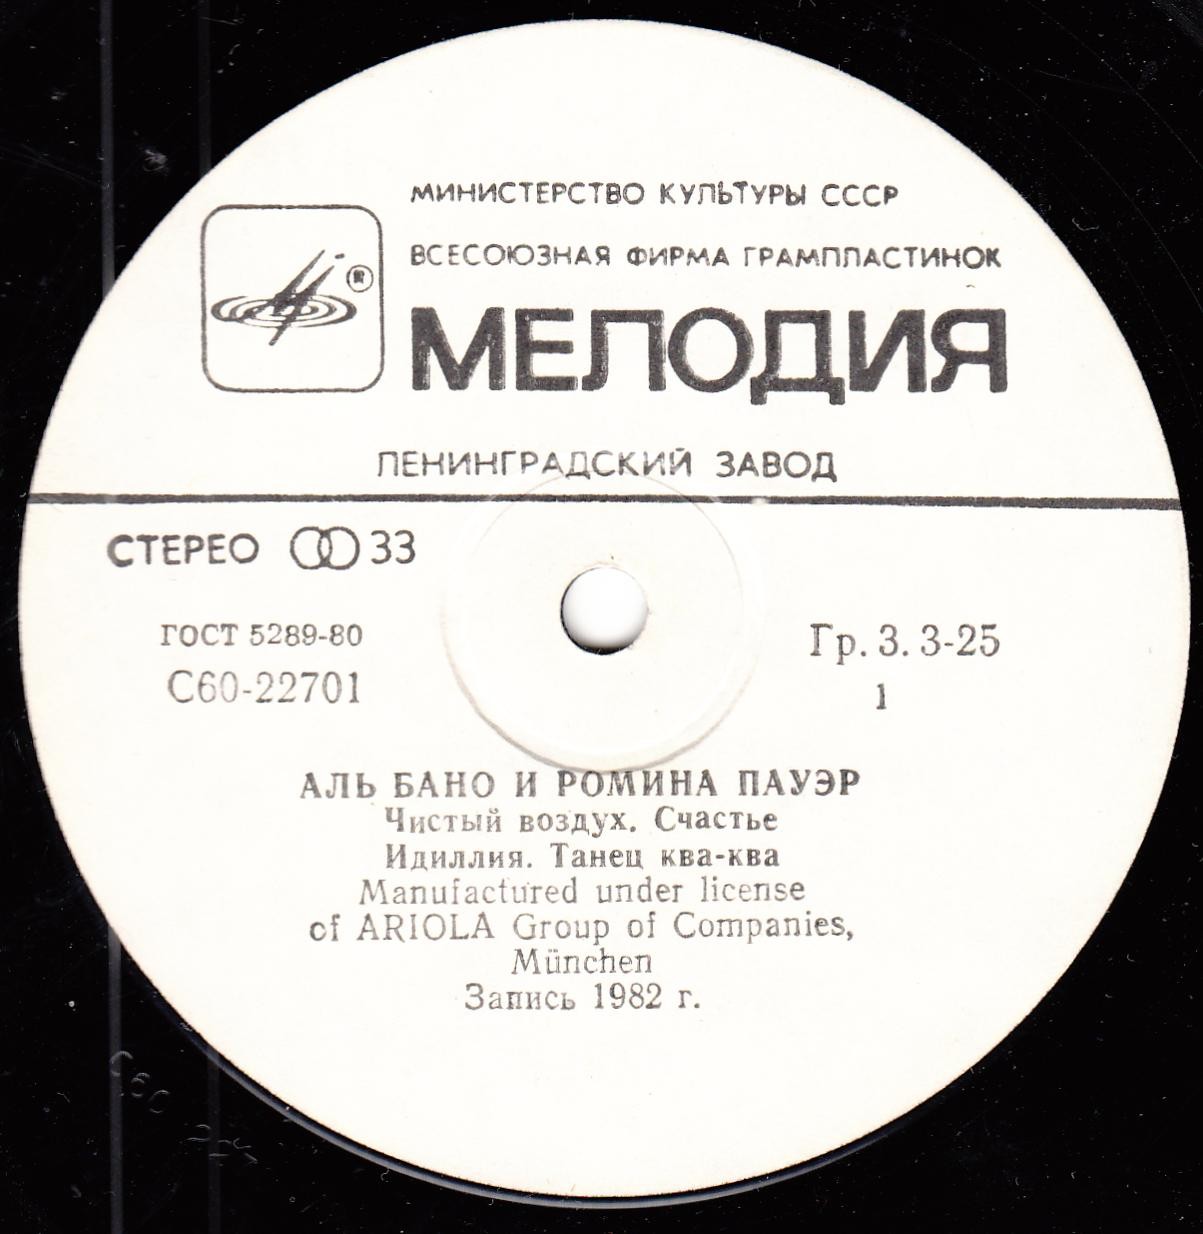 МИНИСТЕРСТВО КУЛЬТУРЫ СССР
ВСЕСОЮЗНАЯ ФИРМА ГРАМПЛАСТИНОК
®
МЕЛОДИЯ
ЛЕНИНГРАДСКИЙ ЗАВОД
СТЕРЕО 33
ГОСТ 5289-80
Гр. 3. 3-25
С60-22701
1
АЛЬ БАНО И РОМИНА ПАУЭР
Чистый воздух. Счастье
Идиллия. Танец ква-ква
Manufactured under license
of ARIOLA Group of Companies,
München
Запись 1982 г.